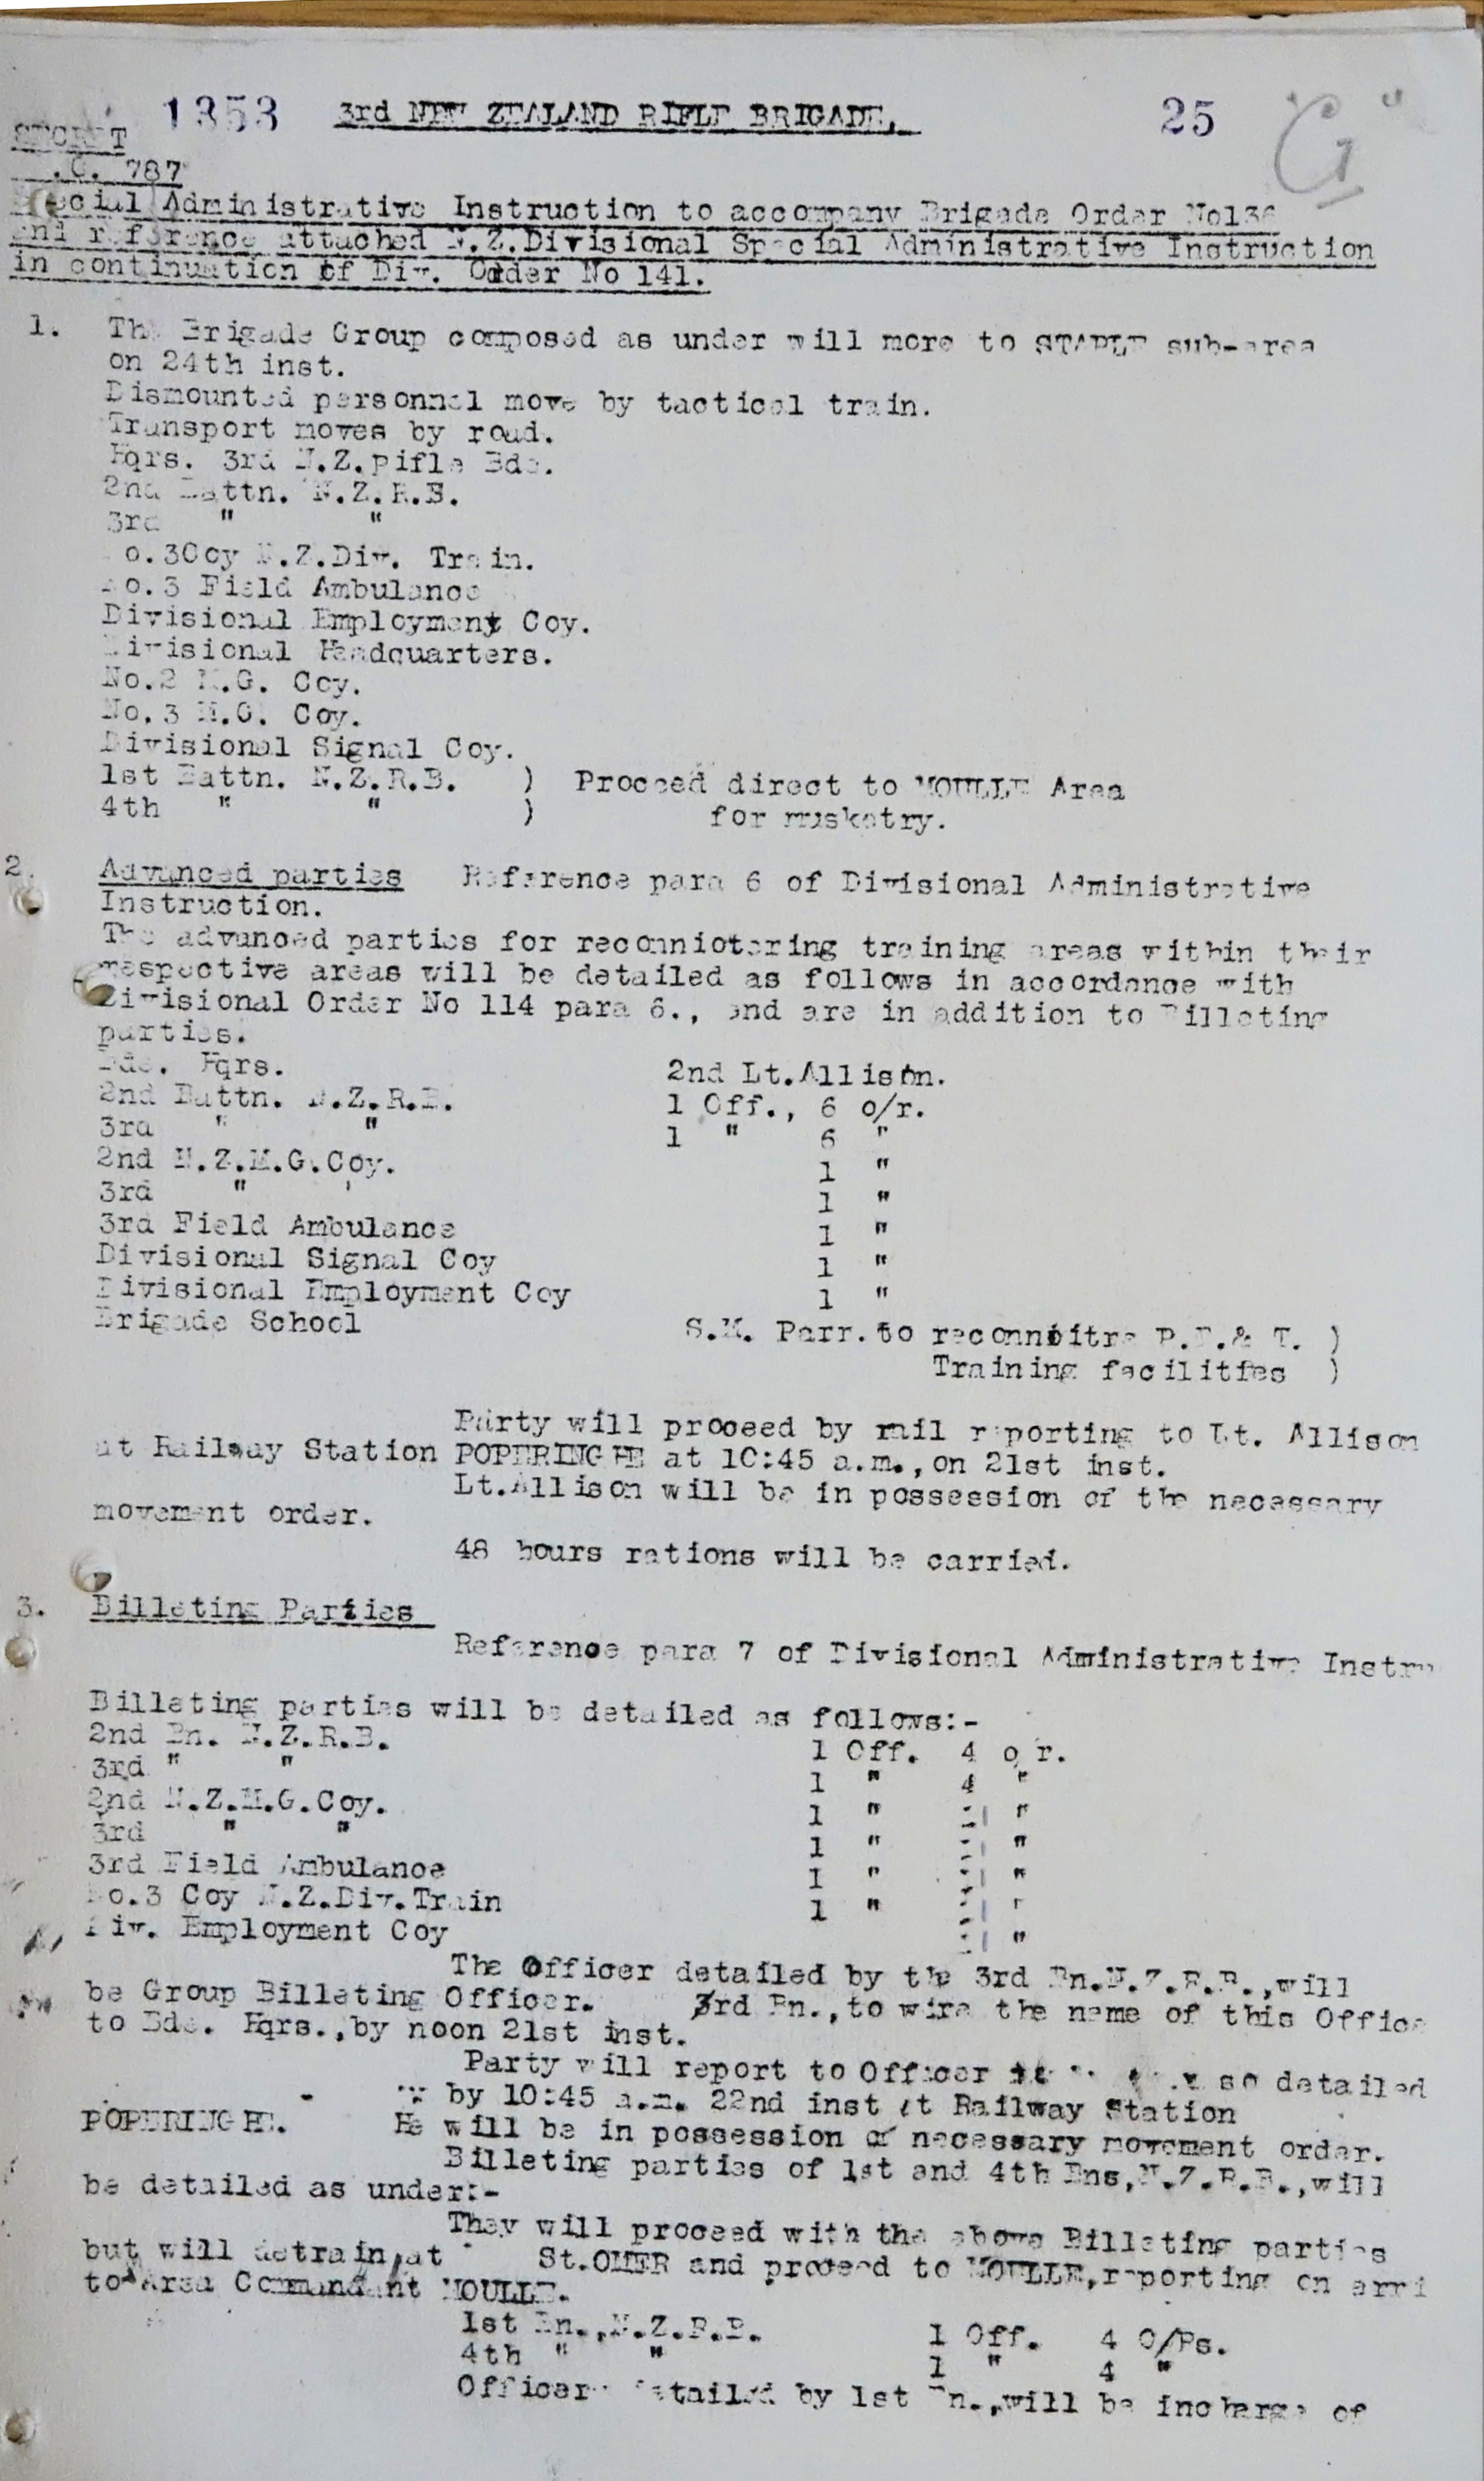 1353 3rd NEW ZEALAND RIFLE BRIGADE. 25 "G"
SECRET
.C. 787
Special Administrative Instruction to accompany Brigade Order No136
and reference attached N.Z.Divisional Special Administrative Instruction
in continuation of Div. Order No 141.
1. The Brigade Group composed as under will more to STAPLE sub-area
on 24th inst.
Dismounted personnel move by tactical train.
Transport moves by road.
Hqrs. 3rd N.Z.Rifle Bde.
2nd Battn. N.Z.R.B.
3rd " "
No.3Ccy N.Z.Div. Train.
No.3 Field Ambulance
Divisional Employment Coy.
Divisional Headquarters.
No.2 M.G. Coy.
No.3 M.G. Coy.
Divisional Signal Coy.
1st Battn. N.Z.R.B. ) Proceed direct to MOULLE Area
4th " " ) for musketry.
2. Advanced parties Reference para 6 of Divisional Administrative
Instruction.
The advanced parties for reconniotering training areas within their
respective areas will be detailed as follows in accordance with
Divisional Order No 114 para 6., and are in addition to Billeting
parties.
Bde. Hqrs. 2nd Lt.Allison.
2nd Battn. N.Z.R.B. 1 Off., 6 o/r.
3rd " " 1 " 6 "
2nd N.Z.M.G.Coy. 1 "
3rd " ' 1 "
3rd Field Ambulance 1 "
Divisional Signal Coy 1 "
Divisional Employment Coy 1 "
Brigade School S.M. Parr. to reconnoitre P.T.& T. )
Training facilities )
Party will proceed by rail reporting to Lt. Allison
at Railway Station POPERINGHE at 10:45 a.m., on 21st inst.
Lt.Allison will be in possession of the necessary
movement order.
48 hours rations will be carried.
3. Billeting Parties
Reference para 7 of Divisional Administrative Instru
Billeting parties will be detailed as follows:-
2nd Bn. N.Z.R.B. 1 Off. 4 o r.
3rd " " 1 " 4 "
2nd N.Z.M.G.Coy. 1 " 1 "
3rd " " 1 " 1 "
3rd Field Ambulance 1 " 1 "
No.3 Coy N.Z.Div.Train 1 " 1 "
Div. Employment Coy 1 "
The Officer detailed by the 3rd Bn.N.Z.R.B.,will
be Group Billeting Officer. 3rd Bn.,to wire the name of this Office
to Bde. Hqrs.,by noon 21st inst.
Party will report to Officer so detailed
by 10:45 a.m. 22nd inst at Railway Station
POPERINGHE. He will be in possession of necessary movement order.
Billeting parties of 1st and 4th Bns,N.Z.R.B.,will
be detailed as under:-
They will proceed with the above Billeting parties
but will detrain at St.OMER and proceed to MOULLE,reporting on arri
to Area Commandant MOULLE.
1st Bn.,N.Z.R.B. 1 Off. 4 O/Rs.
4th " " 1 " 4 "
Officer detailed by 1st Bn.,will be incharge of